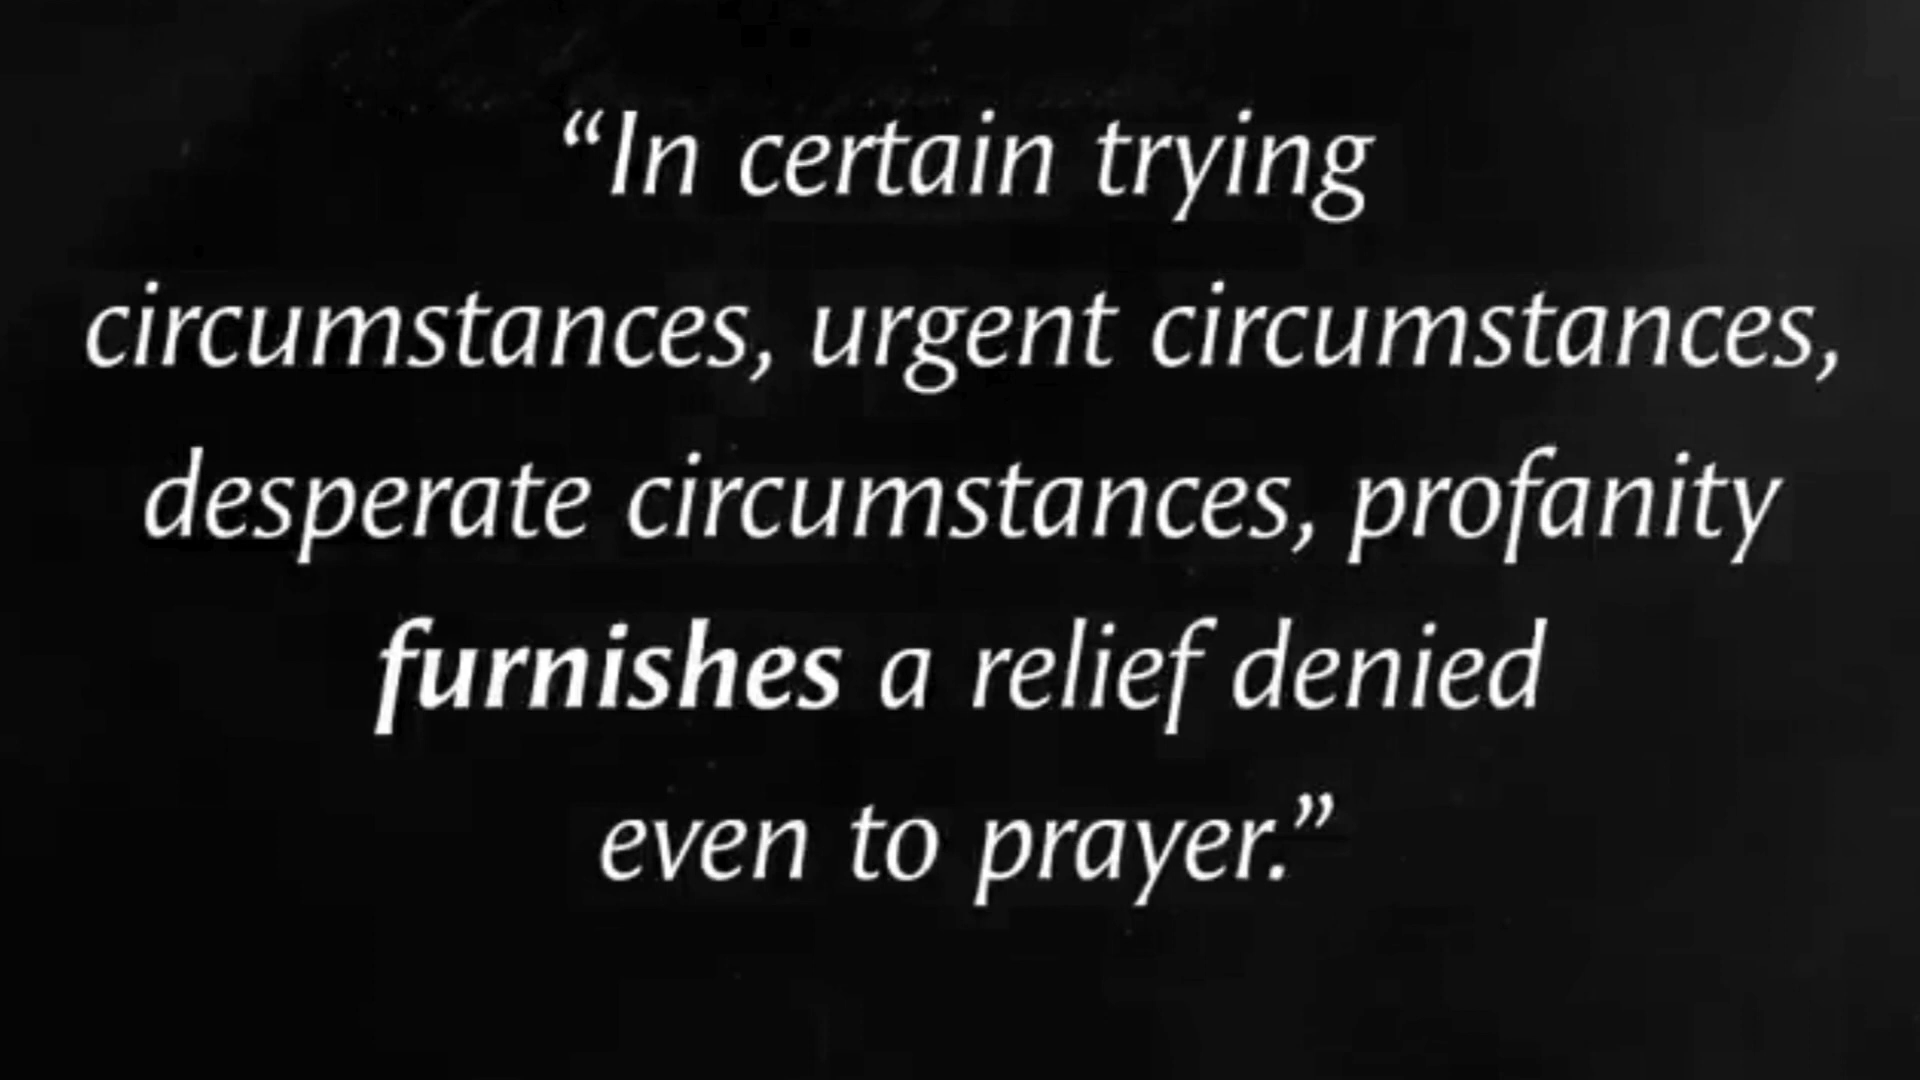 “In certain trying
circumstances, urgent circumstances,
desperate circumstances, profanity
furnishes a relief denied
even to prayer.”